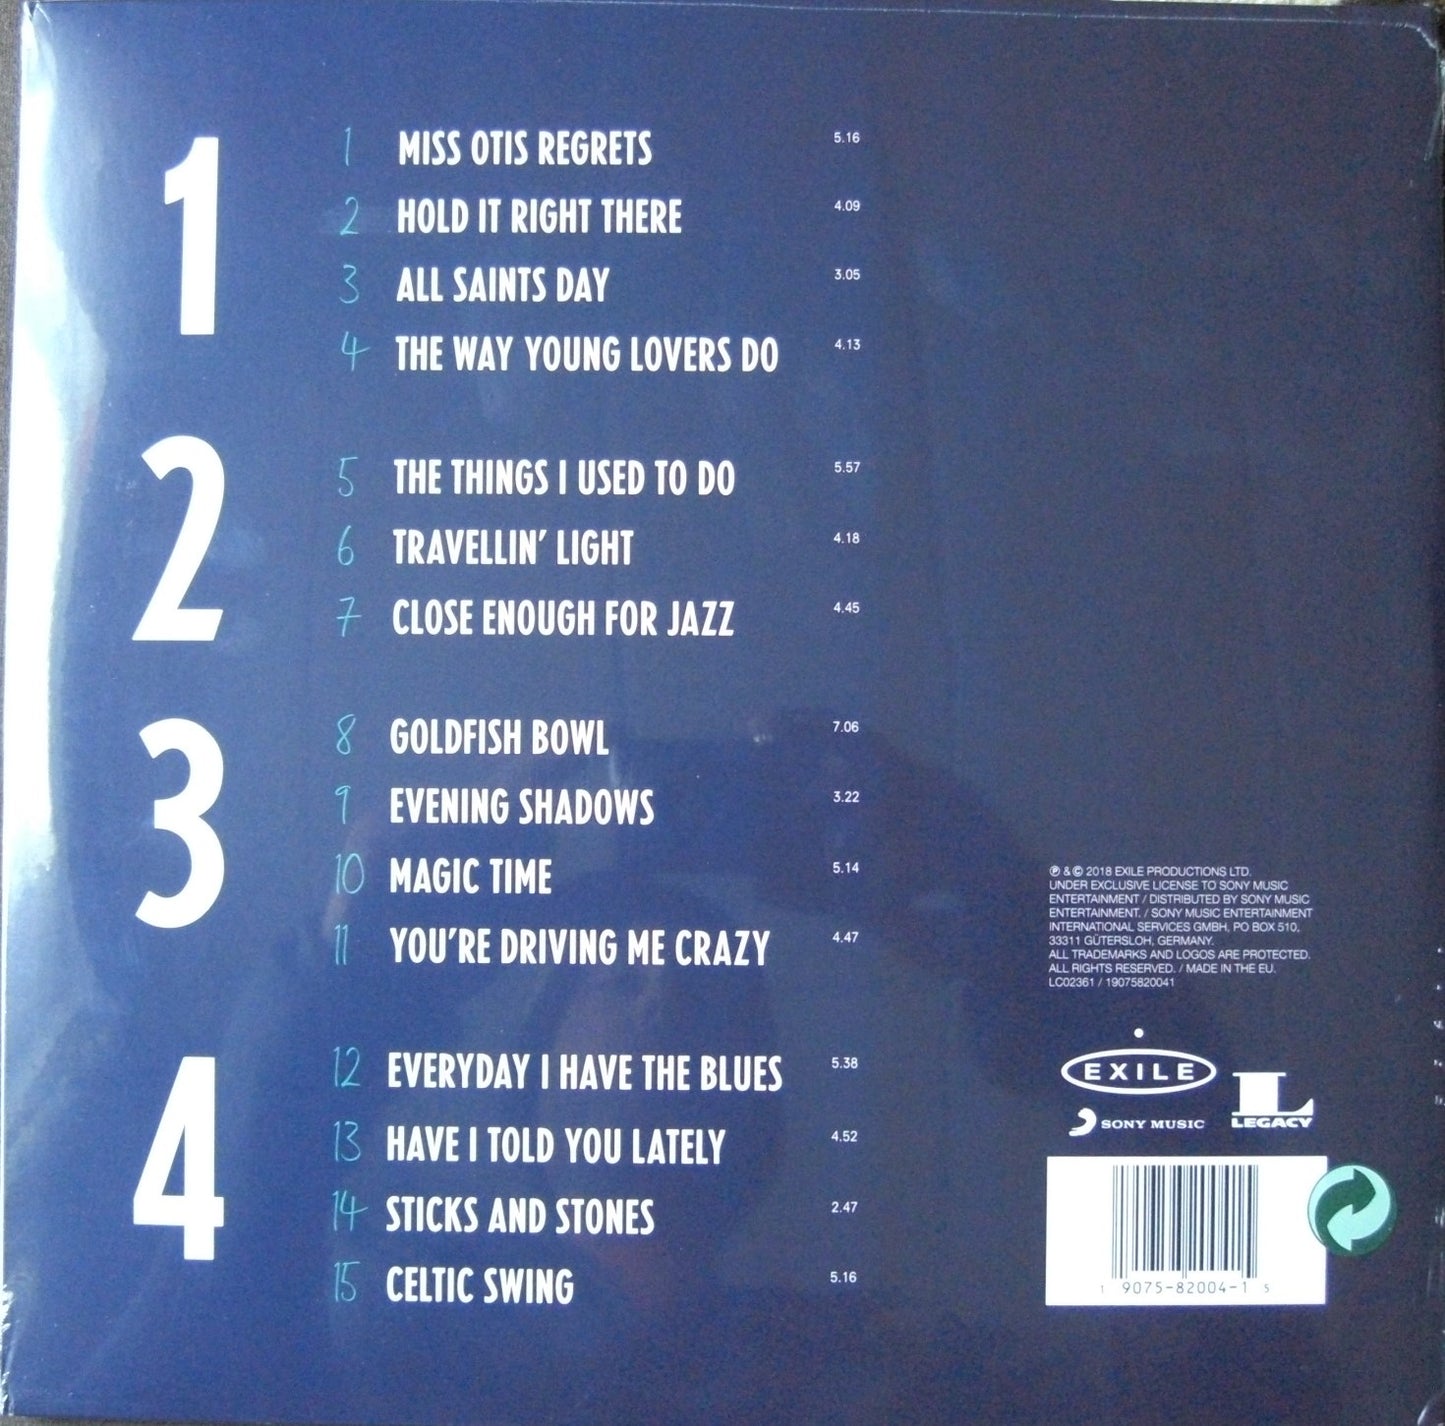 1
1 MISS OTIS REGRETS 5.16
2 HOLD IT RIGHT THERE 4.09
3 ALL SAINTS DAY 3.05
4 THE WAY YOUNG LOVERS DO 4.13
2
5 THE THINGS I USED TO DO 5.57
6 TRAVELLIN' LIGHT 4.18
7 CLOSE ENOUGH FOR JAZZ 4.45
3
8 GOLDFISH BOWL 7.06
9 EVENING SHADOWS 3.22
10 MAGIC TIME 5.14
11 YOU'RE DRIVING ME CRAZY 4.47
4
12 EVERYDAY I HAVE THE BLUES 5.38
13 HAVE I TOLD YOU LATELY 4.52
14 STICKS AND STONES 2.47
15 CELTIC SWING 5.16
℗ & © 2018 EXILE PRODUCTIONS LTD.
UNDER EXCLUSIVE LICENSE TO SONY MUSIC
ENTERTAINMENT / DISTRIBUTED BY SONY MUSIC
ENTERTAINMENT. / SONY MUSIC ENTERTAINMENT
INTERNATIONAL SERVICES GMBH, PO BOX 510,
33311 GÜTERSLOH, GERMANY.
ALL TRADEMARKS AND LOGOS ARE PROTECTED.
ALL RIGHTS RESERVED. / MADE IN THE EU.
LC02361 / 19075820041
EXILE
SONY MUSIC
L
LEGACY
1 9075-82004-1 5